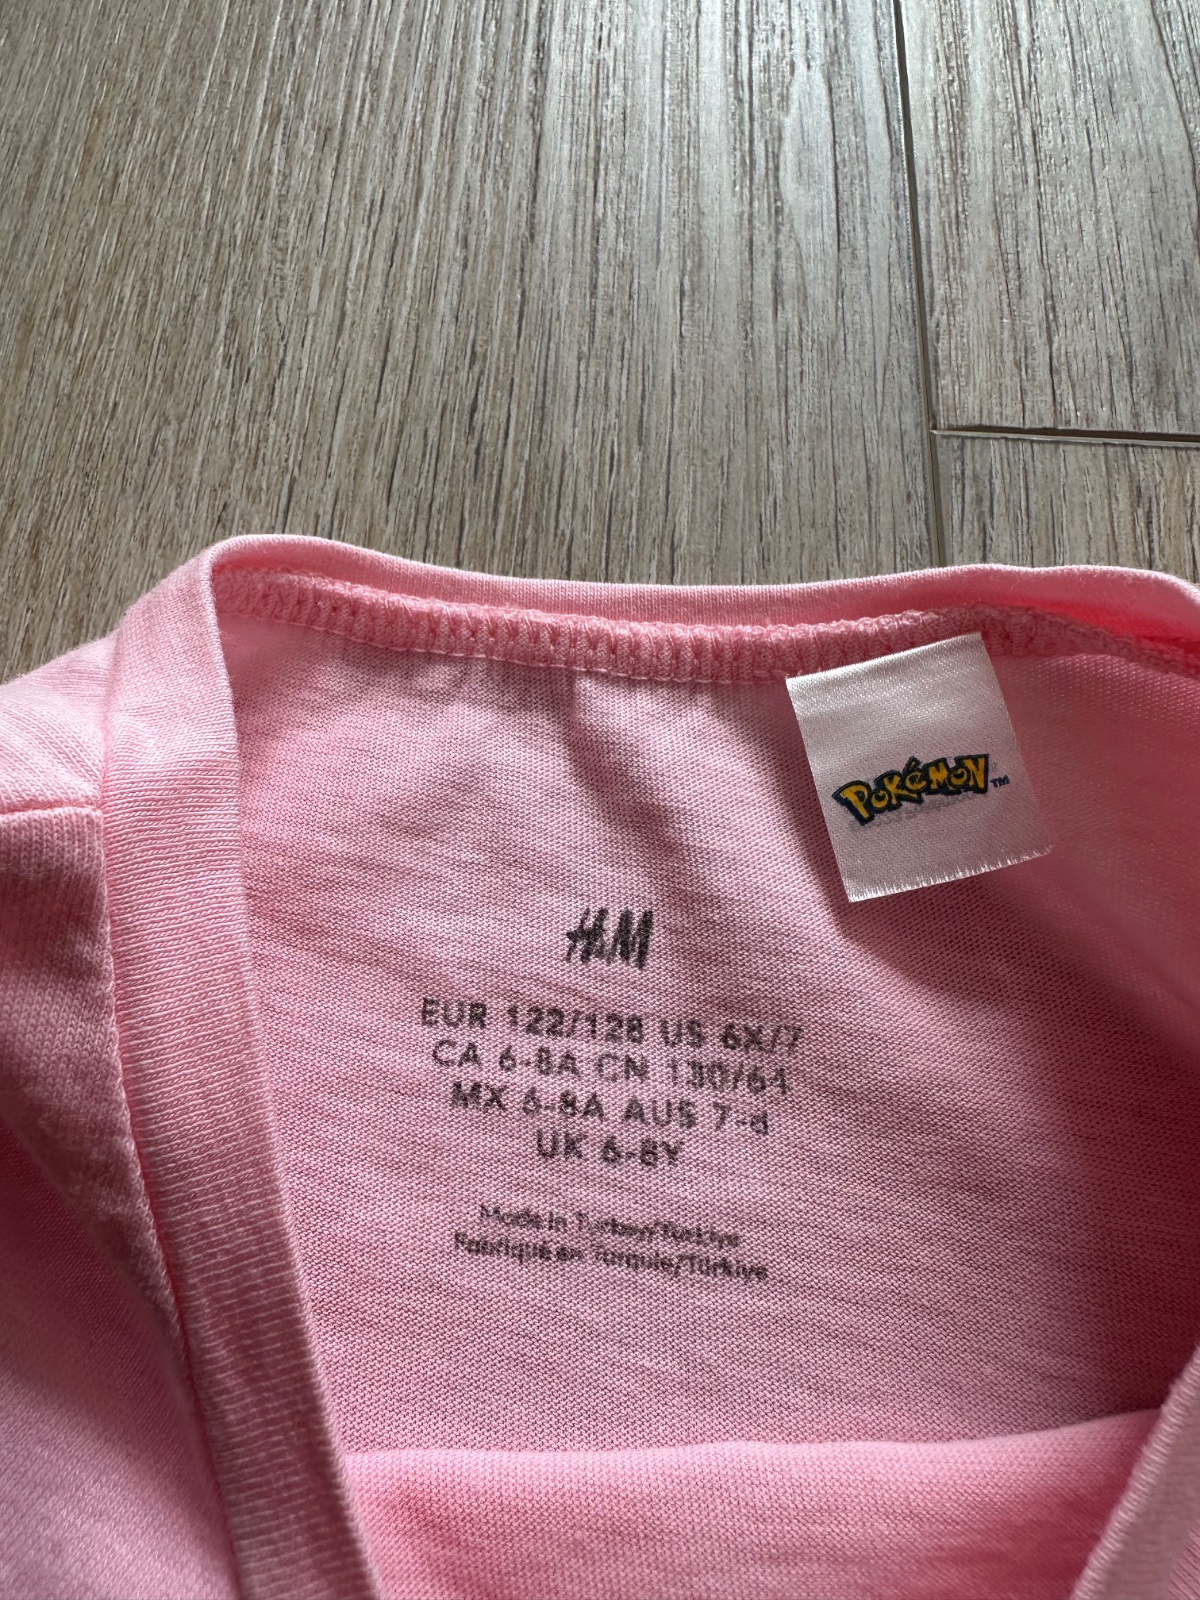 POKéMON™
H&M
EUR 122/128 US 6X/7
CA 6-8A CN 130/64
MX 6-8A AUS 7-8
UK 6-8Y
Made in Turkey/Türkiye
Fabriqué en Turquie/Türkiye